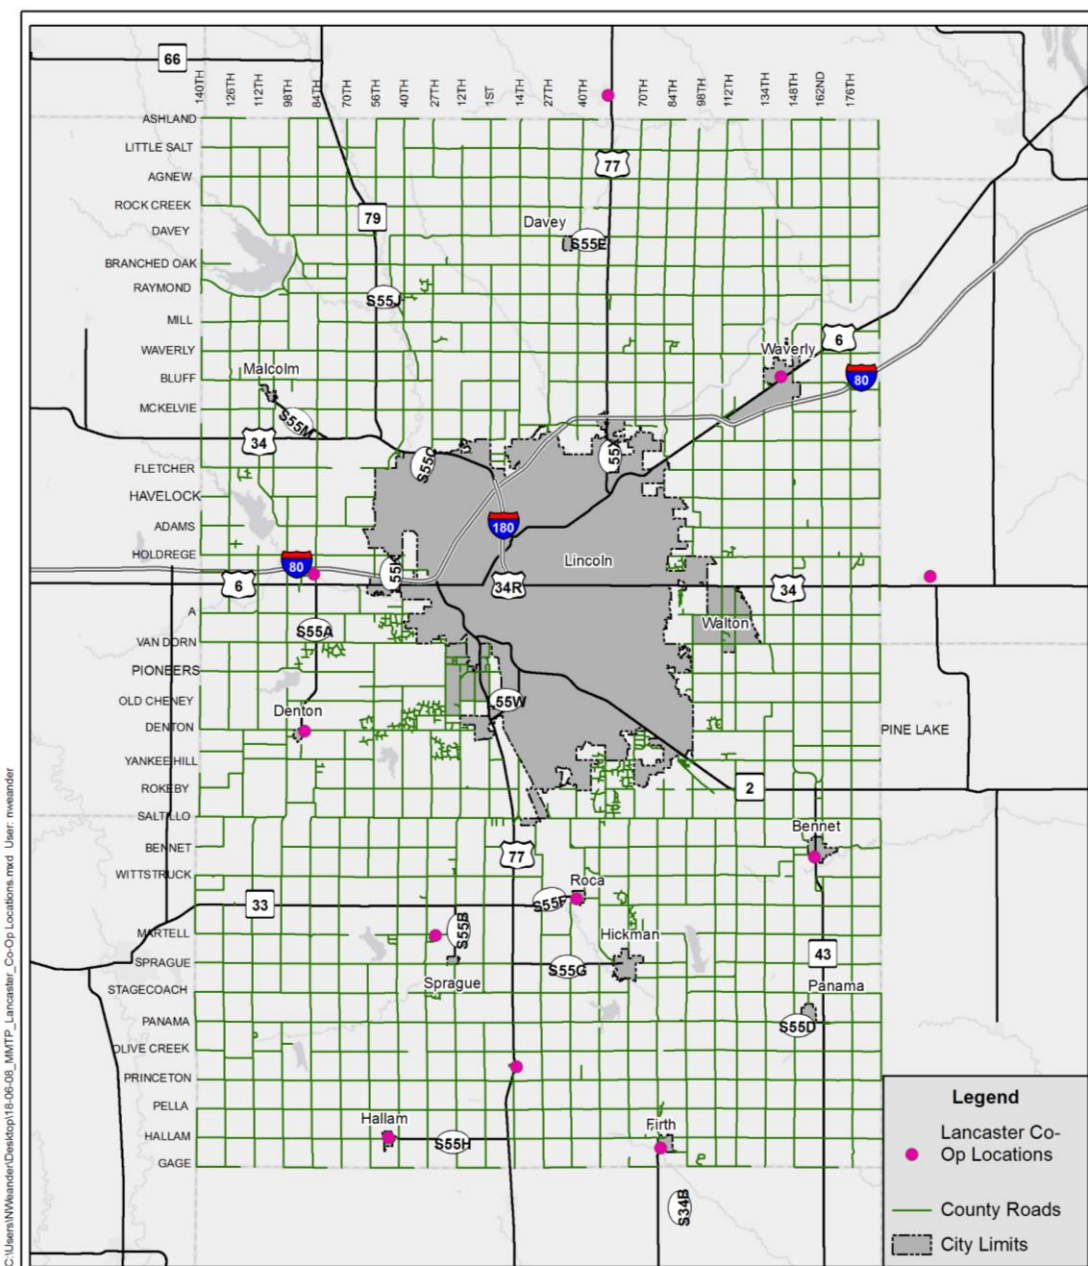 66
140TH
126TH
112TH
98TH
84TH
70TH
56TH
40TH
27TH
12TH
1ST
14TH
27TH
40TH
70TH
84TH
98TH
112TH
134TH
148TH
162ND
176TH
ASHLAND
LITTLE SALT
AGNEW
77
ROCK CREEK
79
Davey
DAVEY
S55E
BRANCHED OAK
RAYMOND
S55J
MILL
6
WAVERLY
Waverly
Malcolm
BLUFF
80
MCKELVIE
S55M
34
S55C
55X
FLETCHER
HAVELOCK
ADAMS
180
HOLDREGE
80
Lincoln
55K
6
34R
34
A
S55A
Walton
VAN DORN
PIONEERS
OLD CHENEY
55W
Denton
DENTON
PINE LAKE
YANKEE HILL
ROKEBY
2
SALTILLO
Bennet
BENNET
77
WITTSTRUCK
Roca
33
S55F
MARTELL
S55B
Hickman
SPRAGUE
S55G
43
Sprague
STAGECOACH
Panama
PANAMA
S55D
OLIVE CREEK
PRINCETON
PELLA
Hallam
Firth
HALLAM
S55H
GAGE
S34B
Legend
Lancaster Co-
Op Locations
County Roads
City Limits
C:\Users\NWeander\Desktop\18-06-08_MMTP_Lancaster_Co-Op Locations.mxd User: nweander